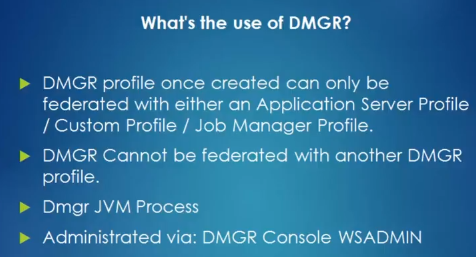 What's the use of DMGR?
DMGR profile once created can only be
federated with either an Application Server Profile
/ Custom Profile / Job Manager Profile.
DMGR Cannot be federated with another DMGR
profile.
Dmgr JVM Process
Administrated via: DMGR Console WSADMIN